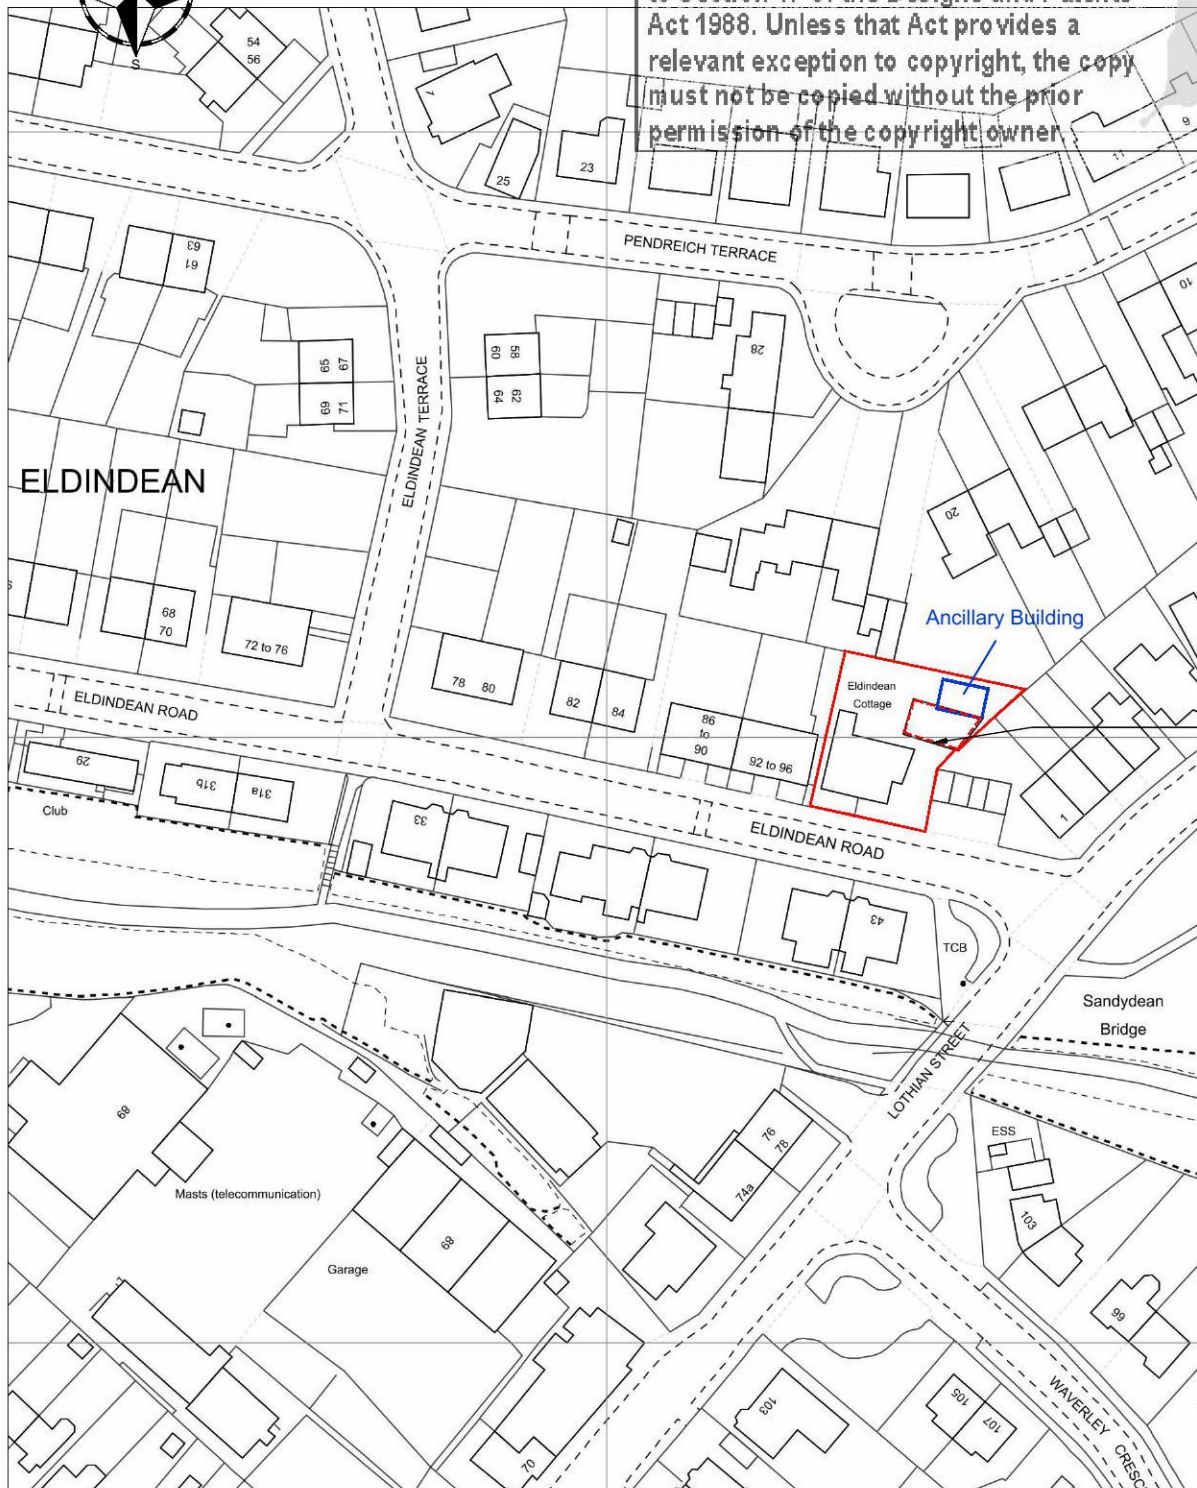 S
Act 1988. Unless that Act provides a
relevant exception to copyright, the copy
must not be copied without the prior
permission of the copyright owner.
54
56
1
25
23
11
9
PENDREICH TERRACE
63
61
10
65 67
69 71
60 58
64 62
28
ELDINDEAN TERRACE
ELDINDEAN
20
68
70
72 to 76
Ancillary Building
78 80
82
84
Eldindean
Cottage
86
to
90
92 to 96
ELDINDEAN ROAD
29
31b
31a
Club
33
ELDINDEAN ROAD
1
43
TCB
Sandydean
Bridge
LOTHIAN STREET
ESS
76
78
74a
68
Masts (telecommunication)
103
68
Garage
99
WAVERLEY
103
105
107
70